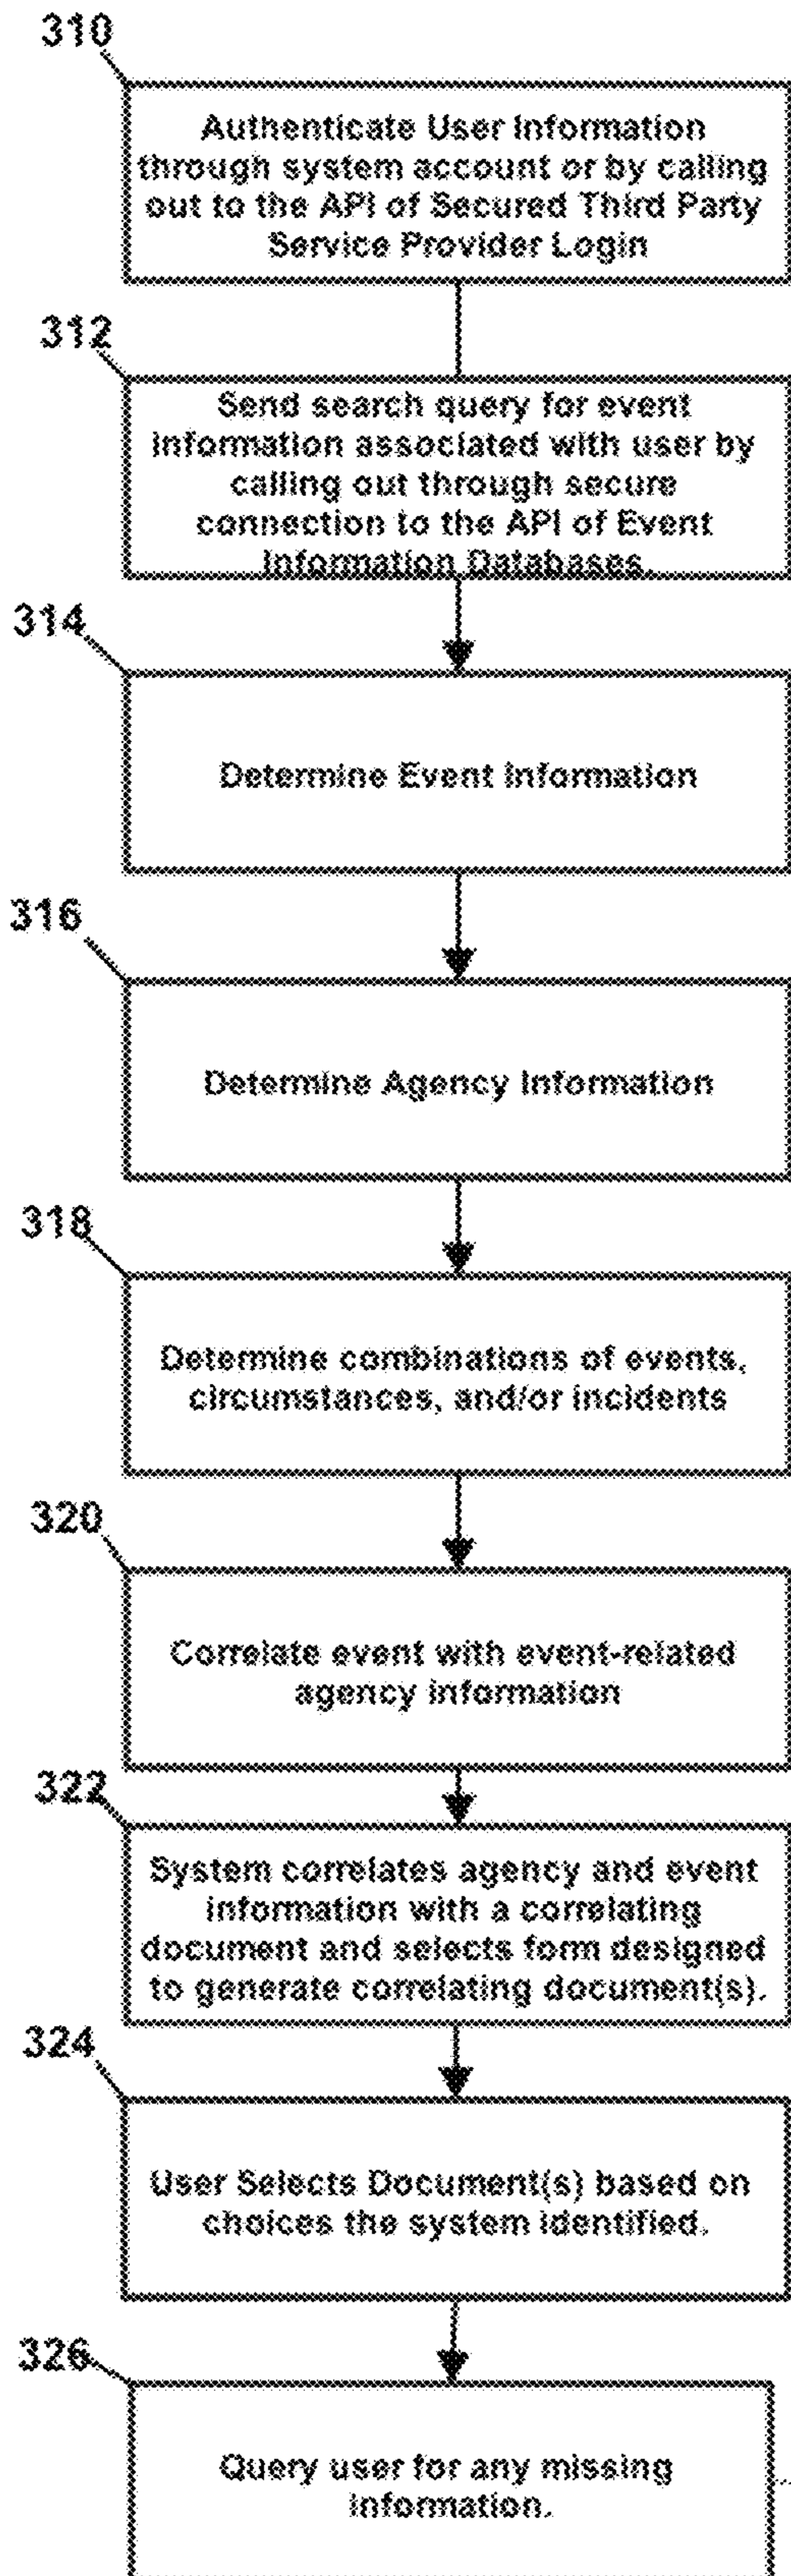 310
Authenticate User Information
through system account or by calling
out to the API of Secured Third Party
Service Provider Login
312
Send search query for event
information associated with user by
calling out through secure
connection to the API of Event
Information Databases.
314
Determine Event Information
316
Determine Agency Information
318
Determine combinations of events,
circumstances, and/or incidents
320
Correlate event with event-related
agency information
322
System correlates agency and event
information with a correlating
document and selects form designed
to generate correlating document(s).
324
User Selects Document(s) based on
choices the system identified.
326
Query user for any missing
information.